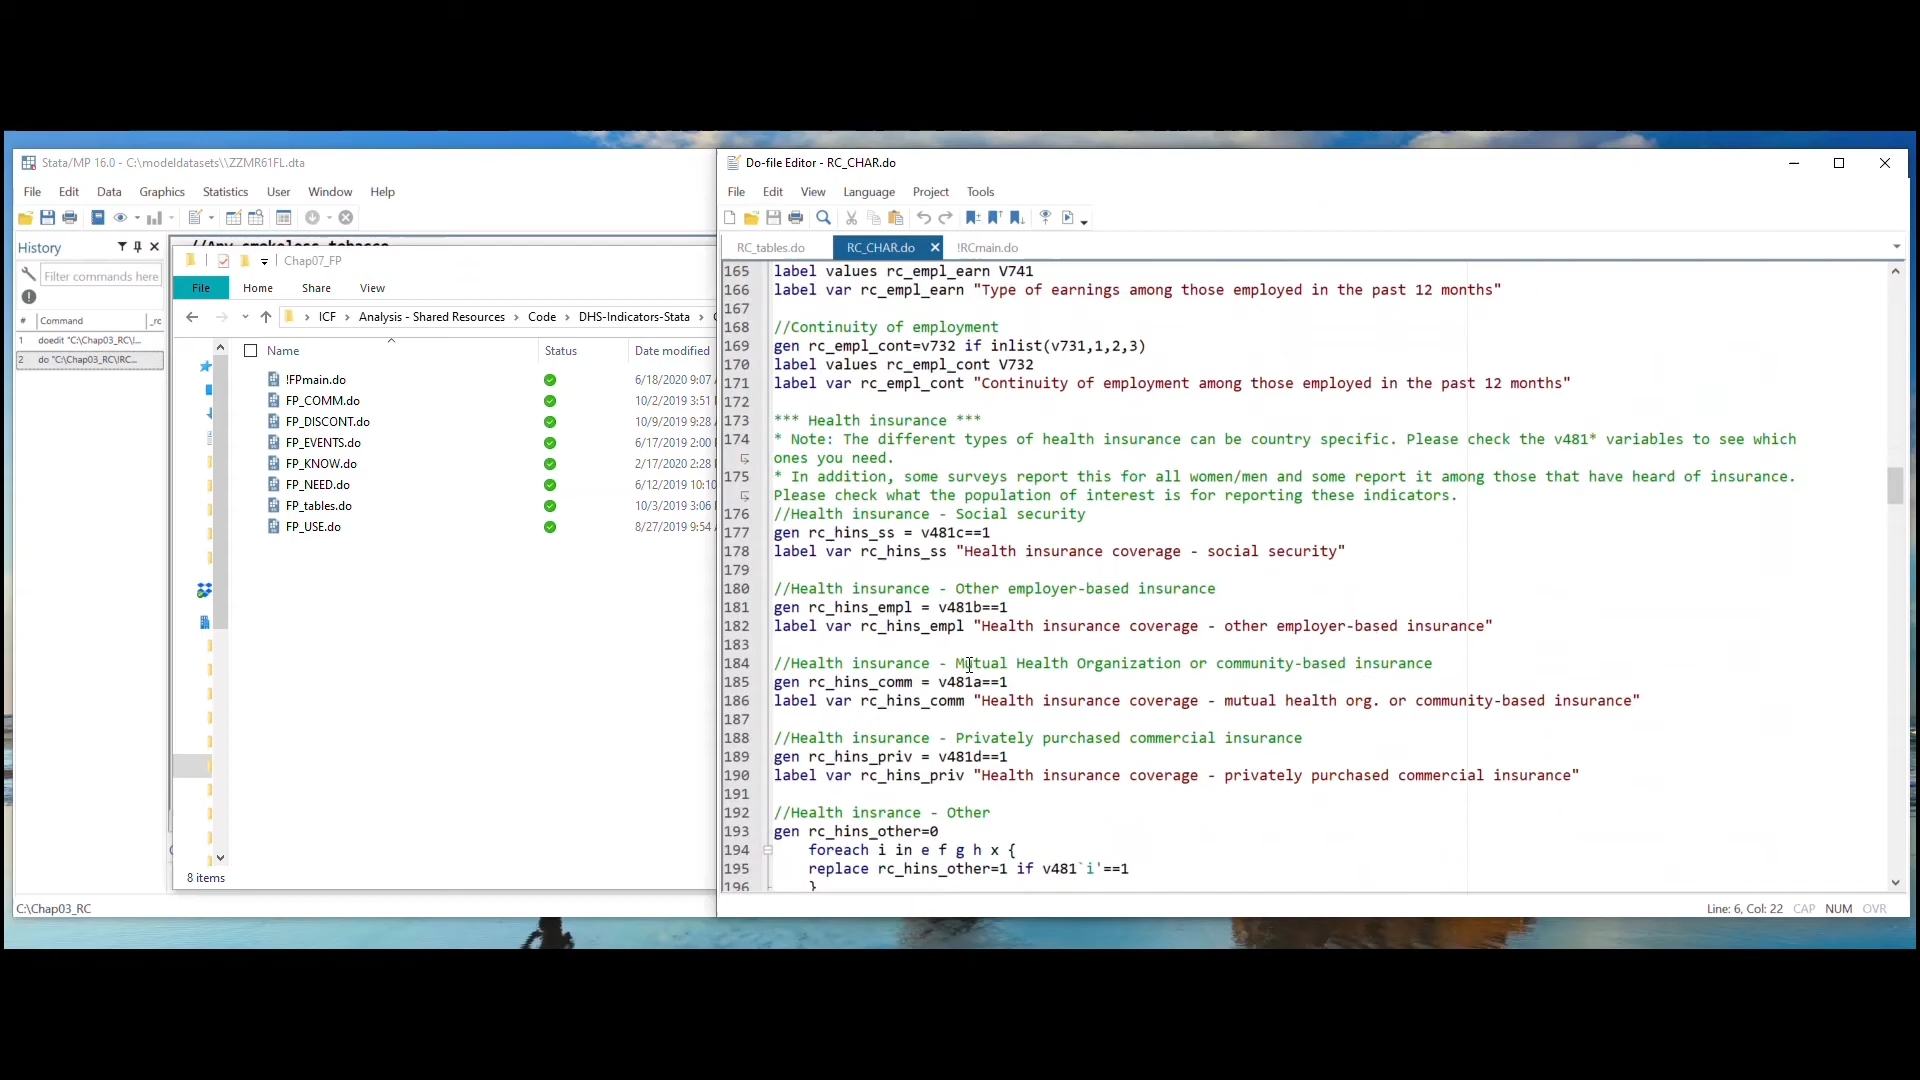 Stata/MP 16.0 - C:\modeldatasets\\ZZMR61FL.dta
File Edit Data Graphics Statistics User Window Help
History
Filter commands here
# Command _rc
1 doedit "C:\Chap03_RC\I...
2 do "C:\Chap03_RC\!RC...
C:\Chap03_RC
//Any smokeless tobacco
Chap07_FP
File Home Share View
ICF > Analysis - Shared Resources > Code > DHS-Indicators-Stata >
Name Status Date modified
!FPmain.do 6/18/2020 9:07
FP_COMM.do 10/2/2019 3:51
FP_DISCONT.do 10/9/2019 9:28
FP_EVENTS.do 6/17/2019 2:00
FP_KNOW.do 2/17/2020 2:28
FP_NEED.do 6/12/2019 10:10
FP_tables.do 10/3/2019 3:06
FP_USE.do 8/27/2019 9:54
8 items
Do-file Editor - RC_CHAR.do
File Edit View Language Project Tools
RC_tables.do RC_CHAR.do !RCmain.do
165 label values rc_empl_earn V741
166 label var rc_empl_earn "Type of earnings among those employed in the past 12 months"
167
168 //Continuity of employment
169 gen rc_empl_cont=v732 if inlist(v731,1,2,3)
170 label values rc_empl_cont V732
171 label var rc_empl_cont "Continuity of employment among those employed in the past 12 months"
172
173 *** Health insurance ***
174 * Note: The different types of health insurance can be country specific. Please check the v481* variables to see which
ones you need.
175 * In addition, some surveys report this for all women/men and some report it among those that have heard of insurance.
Please check what the population of interest is for reporting these indicators.
176 //Health insurance - Social security
177 gen rc_hins_ss = v481c==1
178 label var rc_hins_ss "Health insurance coverage - social security"
179
180 //Health insurance - Other employer-based insurance
181 gen rc_hins_empl = v481b==1
182 label var rc_hins_empl "Health insurance coverage - other employer-based insurance"
183
184 //Health insurance - Mutual Health Organization or community-based insurance
185 gen rc_hins_comm = v481a==1
186 label var rc_hins_comm "Health insurance coverage - mutual health org. or community-based insurance"
187
188 //Health insurance - Privately purchased commercial insurance
189 gen rc_hins_priv = v481d==1
190 label var rc_hins_priv "Health insurance coverage - privately purchased commercial insurance"
191
192 //Health insrance - Other
193 gen rc_hins_other=0
194 foreach i in e f g h x {
195 replace rc_hins_other=1 if v481`i'==1
196 }
Line: 6, Col: 22 CAP NUM OVR